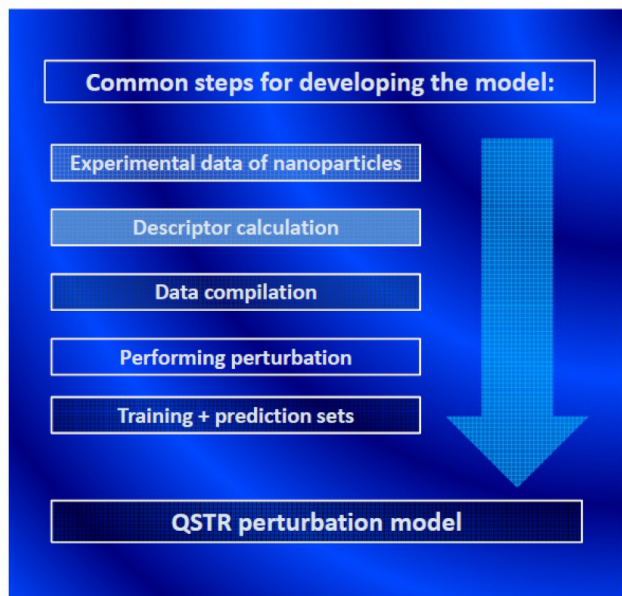 Common steps for developing the model:
Experimental data of nanoparticles
Descriptor calculation
Data compilation
Performing perturbation
Training + prediction sets
QSTR perturbation model